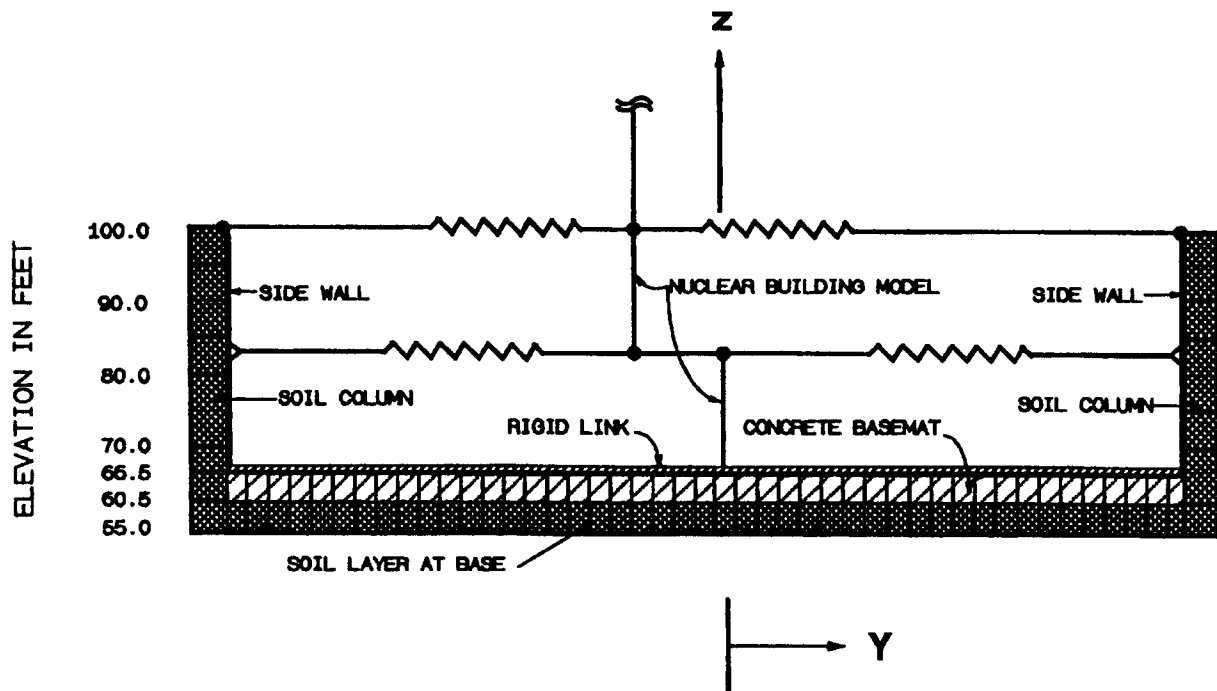 Z
ELEVATION IN FEET
100.0
90.0
80.0
70.0
66.5
60.5
55.0
SIDE WALL
NUCLEAR BUILDING MODEL
SIDE WALL
SOIL COLUMN
SOIL COLUMN
RIGID LINK
CONCRETE BASEMAT
SOIL LAYER AT BASE
Y